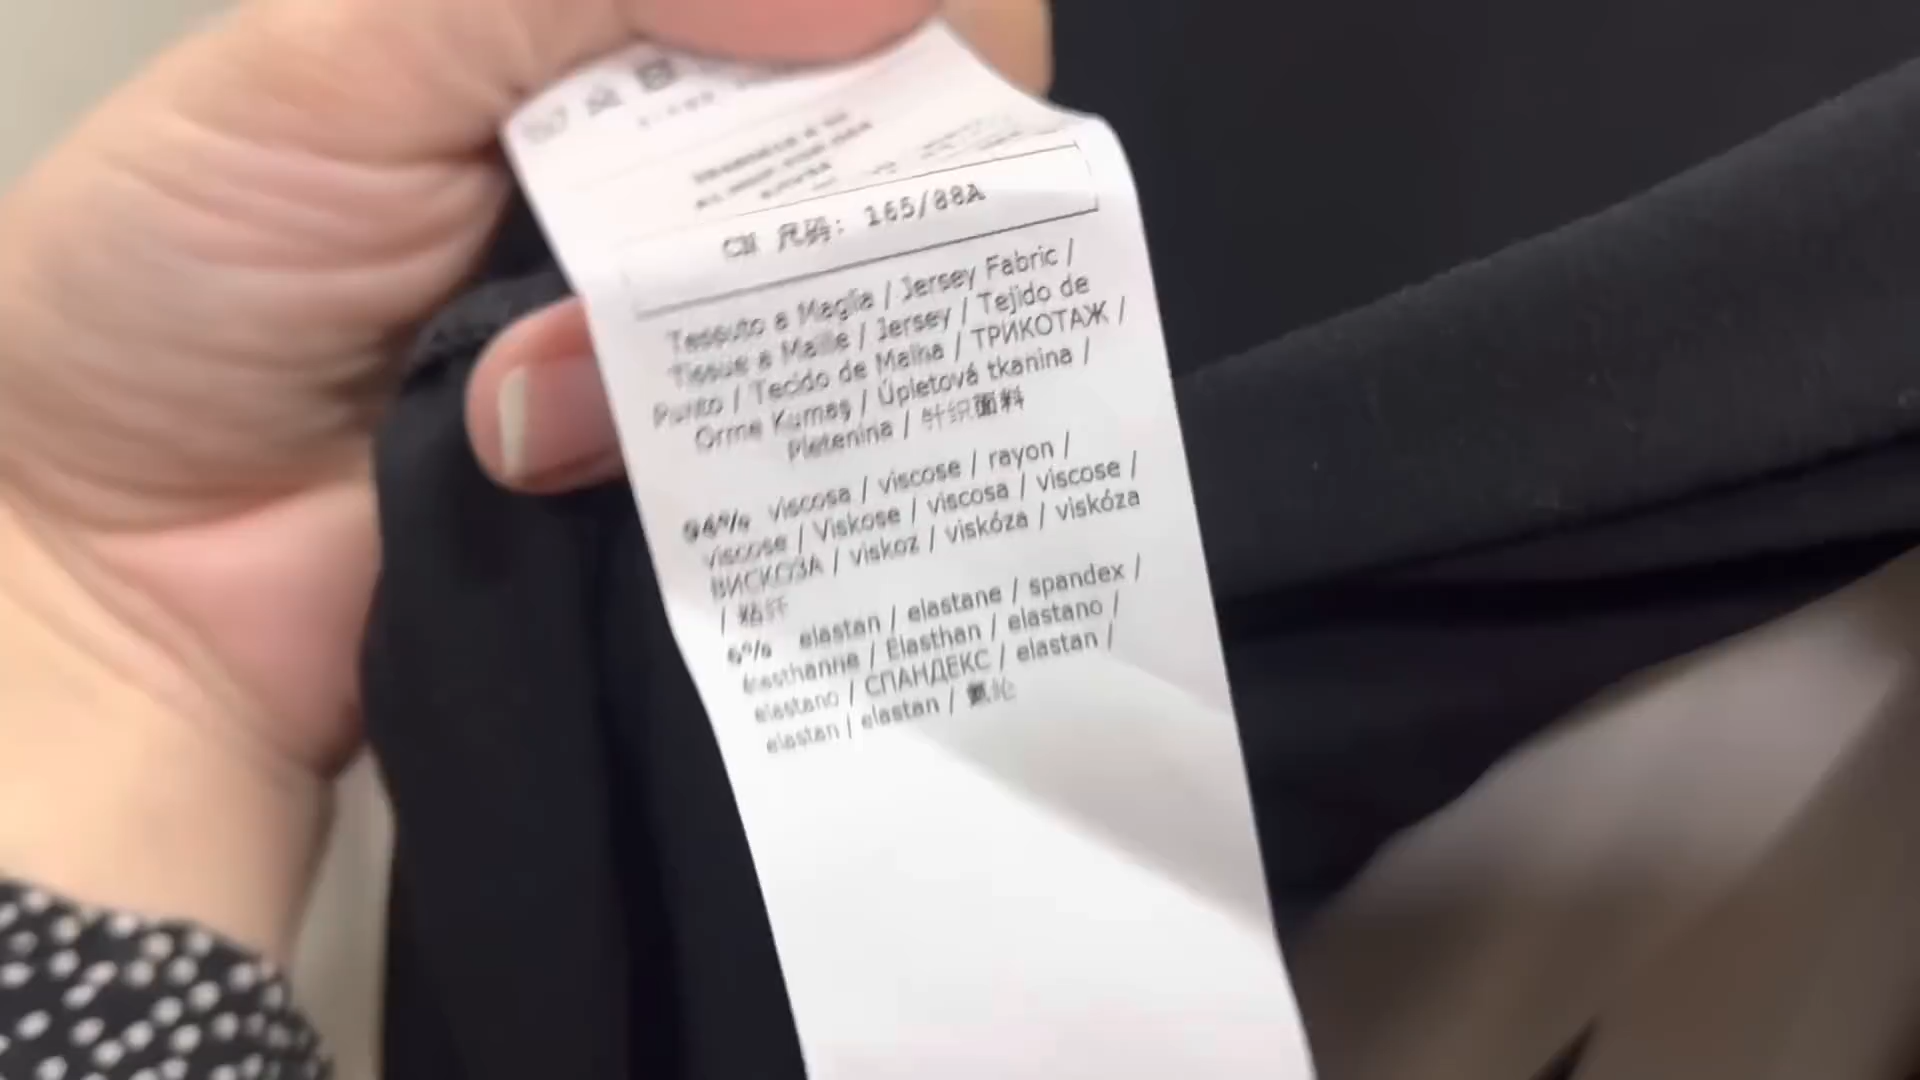 CN 尺码: 165/88A
Tessuto a Maglia / Jersey Fabric /
Tissue a Maille / Jersey / Tejido de
Punto / Tecido de Malha / ТРИКОТАЖ /
Örme Kumaş / Úpletová tkanina /
Pletenina / 针织面料
94% viscosa / viscose / rayon /
viscose / Viskose / viscosa / viscose /
ВИСКОЗА / viskoz / viskóza / viskóza
/ 粘纤
6% elastan / elastane / spandex /
élasthanne / Elasthan / elastano /
elastano / СПАНДЕКС / elastan /
elastan / elastan / 氨纶